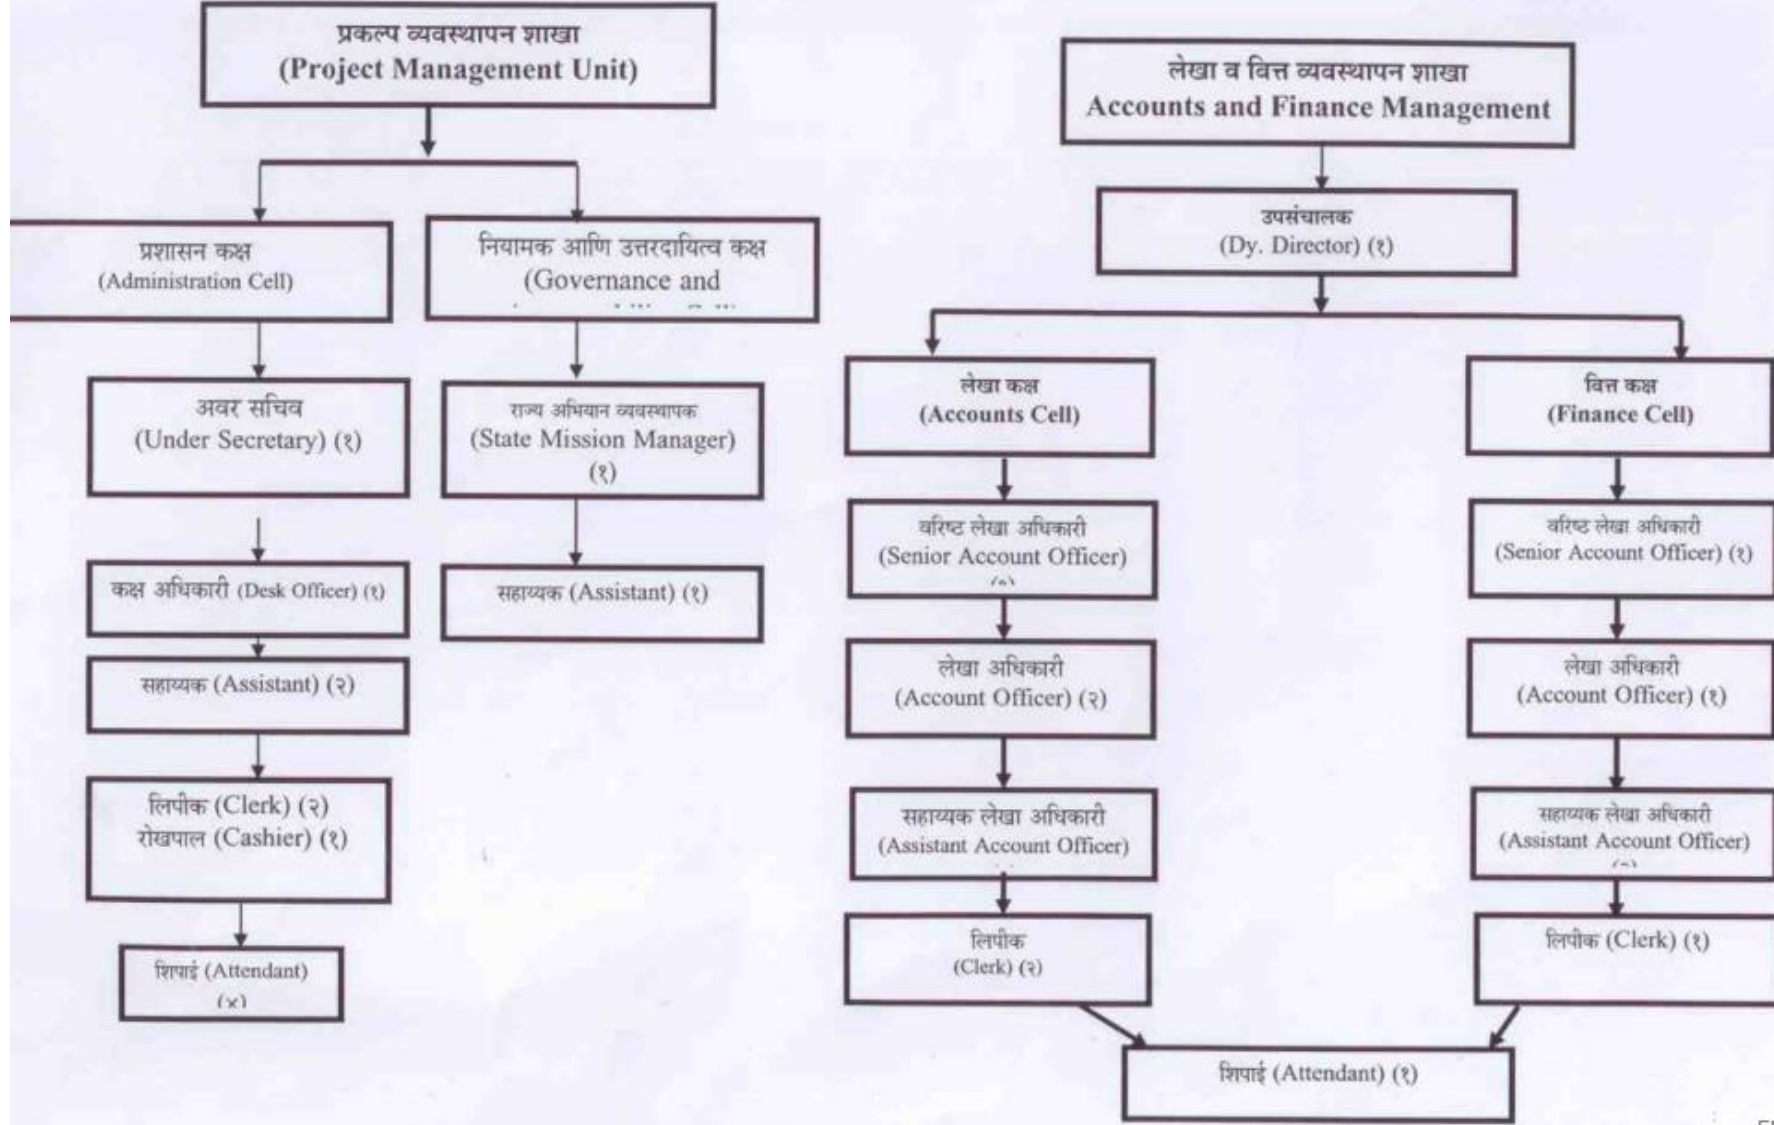 प्रकल्प व्यवस्थापन शाखा
(Project Management Unit)
प्रशासन कक्ष
(Administration Cell)
नियामक आणि उत्तरदायित्व कक्ष
(Governance and
अवर सचिव
(Under Secretary) (१)
राज्य अभियान व्यवस्थापक
(State Mission Manager)
(१)
कक्ष अधिकारी (Desk Officer) (१)
सहाय्यक (Assistant) (१)
सहाय्यक (Assistant) (२)
लिपीक (Clerk) (२)
रोखपाल (Cashier) (१)
शिपाई (Attendant)
(४)
लेखा व वित्त व्यवस्थापन शाखा
Accounts and Finance Management
उपसंचालक
(Dy. Director) (१)
लेखा कक्ष
(Accounts Cell)
वरिष्ट लेखा अधिकारी
(Senior Account Officer)
लेखा अधिकारी
(Account Officer) (२)
सहाय्यक लेखा अधिकारी
(Assistant Account Officer)
लिपीक
(Clerk) (२)
वित्त कक्ष
(Finance Cell)
वरिष्ट लेखा अधिकारी
(Senior Account Officer) (१)
लेखा अधिकारी
(Account Officer) (१)
सहाय्यक लेखा अधिकारी
(Assistant Account Officer)
लिपीक (Clerk) (१)
शिपाई (Attendant) (१)